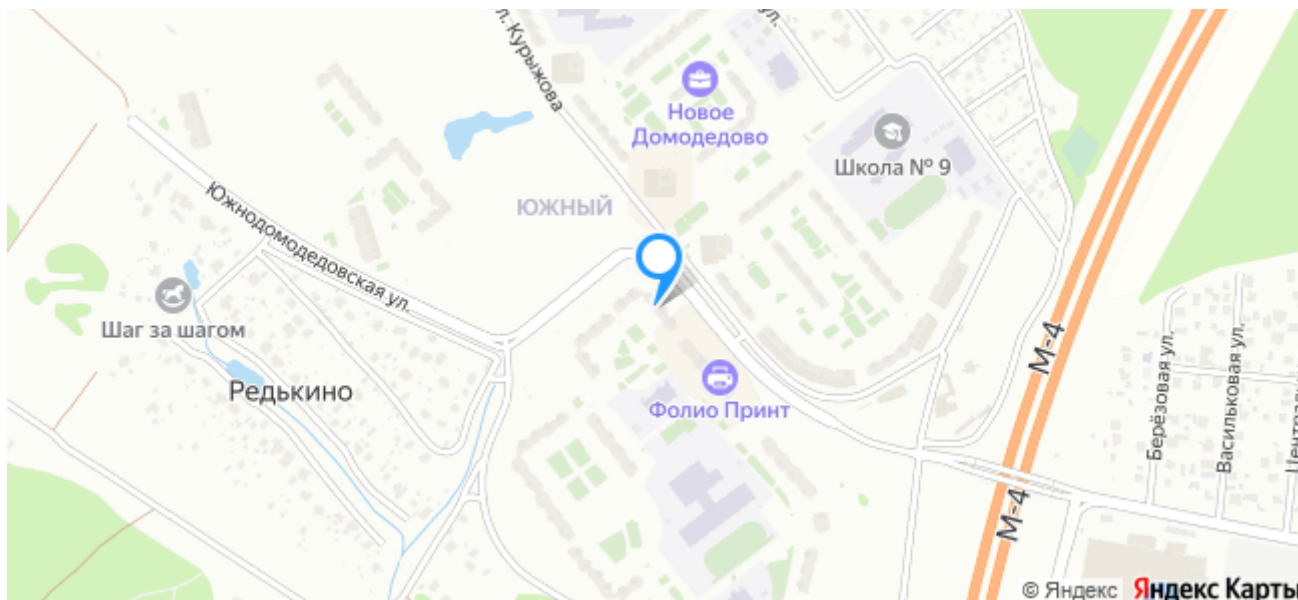 ул.
ул. Курыжова
Новое
Домодедово
Школа № 9
ЮЖНЫЙ
Южнодомодедовская ул.
Шаг за шагом
Редькино
Фолио Принт
М-4
М-4
Берёзовая ул.
Васильковая ул.
© Яндекс Яндекс Карты